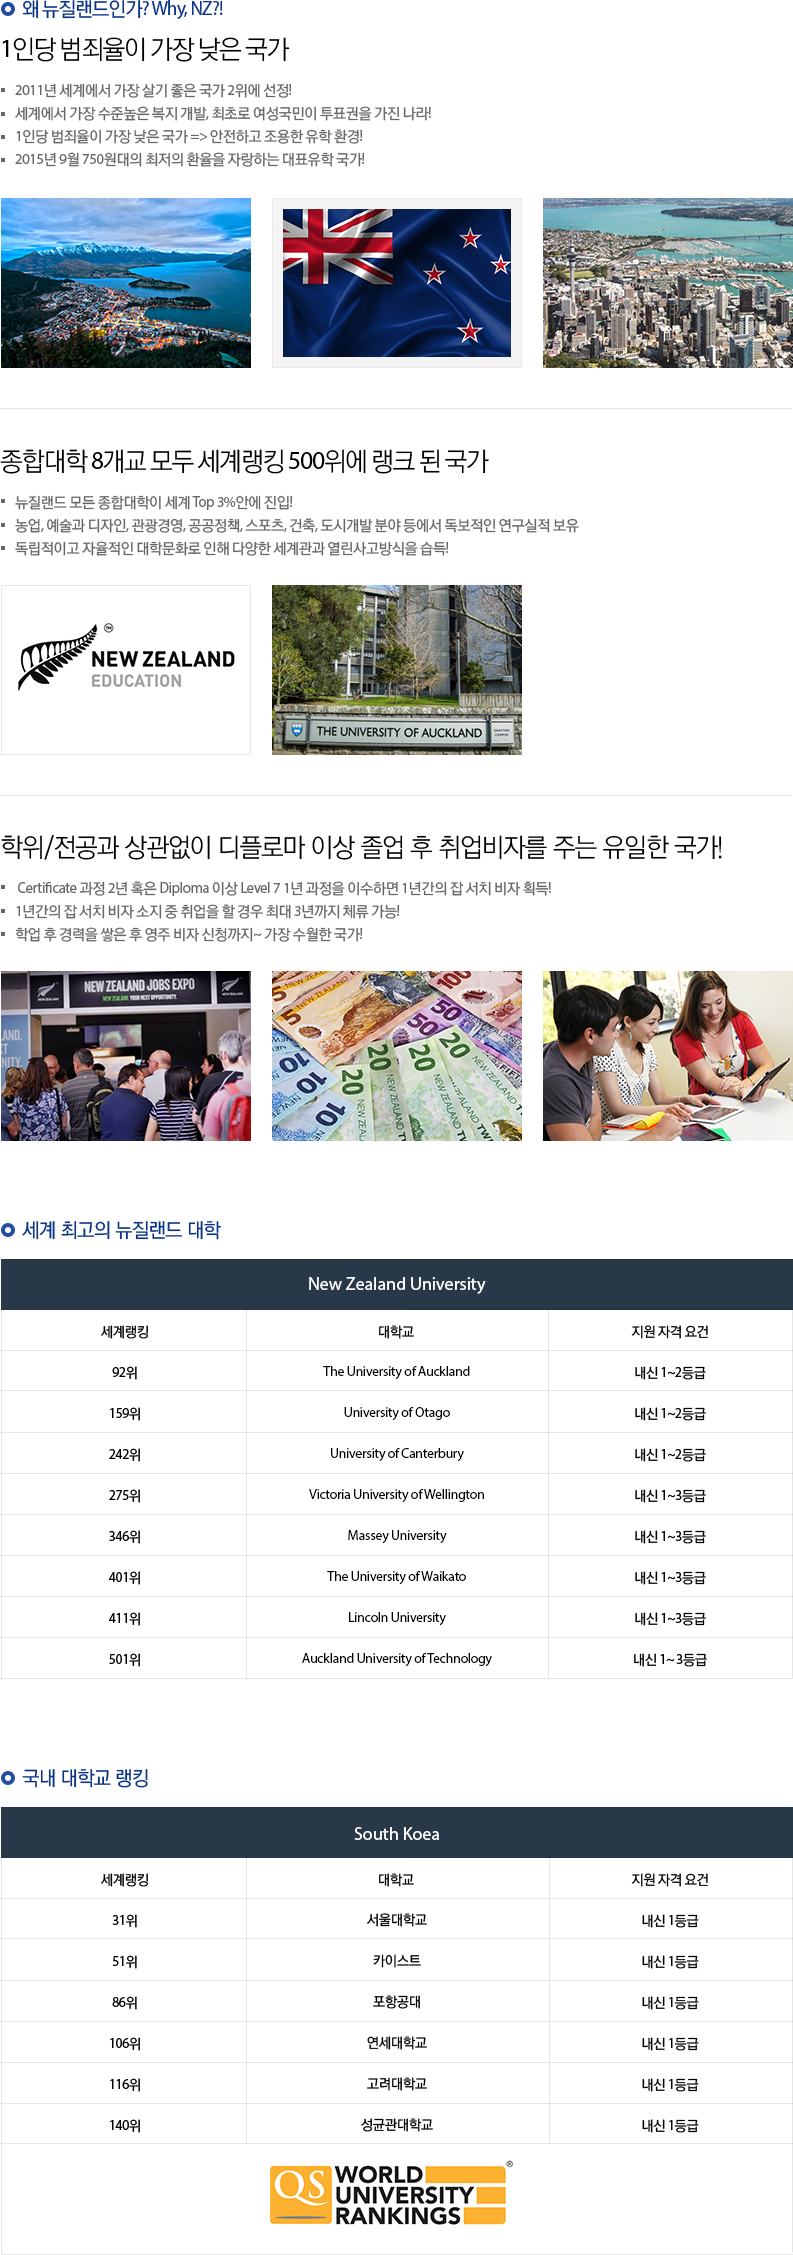 왜 뉴질랜드인가? Why, NZ?!
1인당 범죄율이 가장 낮은 국가
2011년 세계에서 가장 살기 좋은 국가 2위에 선정!
세계에서 가장 수준높은 복지 개발, 최초로 여성국민이 투표권을 가진 나라!
1인당 범죄율이 가장 낮은 국가 => 안전하고 조용한 유학 환경!
2015년 9월 750원대의 최저의 환율을 자랑하는 대표유학 국가!
종합대학 8개교 모두 세계랭킹 500위에 랭크 된 국가
뉴질랜드 모든 종합대학이 세계 Top 3%안에 진입!
농업, 예술과 디자인, 관광경영, 공공정책, 스포츠, 건축, 도시개발 분야 등에서 독보적인 연구실적 보유
독립적이고 자율적인 대학문화로 인해 다양한 세계관과 열린사고방식을 습득!
NEW ZEALAND
EDUCATION
THE UNIVERSITY OF AUCKLAND
학위/전공과 상관없이 디플로마 이상 졸업 후 취업비자를 주는 유일한 국가!
Certificate 과정 2년 혹은 Diploma 이상 Level 7 1년 과정을 이수하면 1년간의 잡 서치 비자 획득!
1년간의 잡 서치 비자 소지 중 취업을 할 경우 최대 3년까지 체류 가능!
학업 후 경력을 쌓은 후 영주 비자 신청까지~ 가장 수월한 국가!
NEW ZEALAND JOBS EXPO
NEW ZEALAND. YOUR NEXT OPPORTUNITY.
5 5 100 50 50
10 10 10 20 20 20 20
NEW ZEALAND
세계 최고의 뉴질랜드 대학
New Zealand University
세계랭킹 대학교 지원 자격 요건
92위 The University of Auckland 내신 1~2등급
159위 University of Otago 내신 1~2등급
242위 University of Canterbury 내신 1~2등급
275위 Victoria University of Wellington 내신 1~3등급
346위 Massey University 내신 1~3등급
401위 The University of Waikato 내신 1~3등급
411위 Lincoln University 내신 1~3등급
501위 Auckland University of Technology 내신 1~ 3등급
국내 대학교 랭킹
South Koea
세계랭킹 대학교 지원 자격 요건
31위 서울대학교 내신 1등급
51위 카이스트 내신 1등급
86위 포항공대 내신 1등급
106위 연세대학교 내신 1등급
116위 고려대학교 내신 1등급
140위 성균관대학교 내신 1등급
QS WORLD
UNIVERSITY
RANKINGS